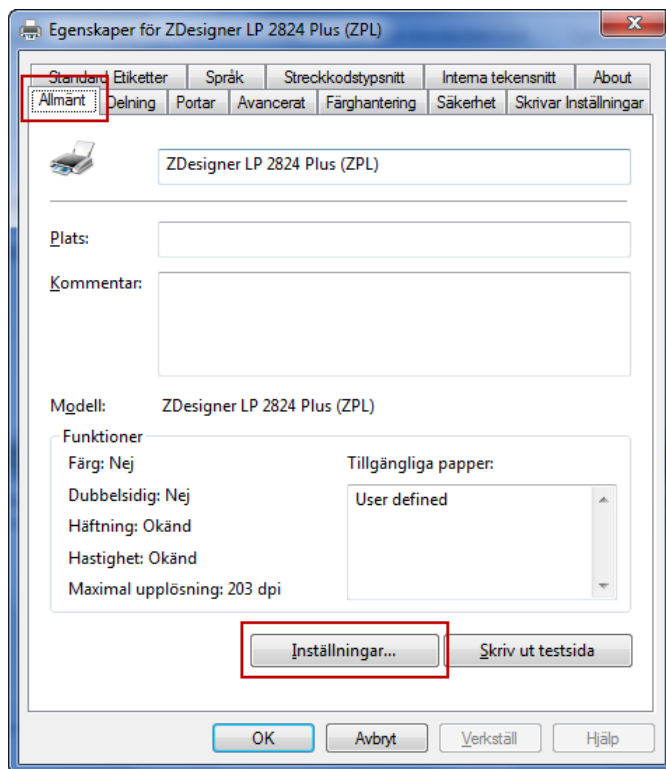 Egenskaper för ZDesigner LP 2824 Plus (ZPL)
Standard Etiketter Språk Streckkodstypsnitt Interna tekensnitt About
Allmänt Delning Portar Avancerat Färghantering Säkerhet Skrivar Inställningar
ZDesigner LP 2824 Plus (ZPL)
Plats:
Kommentar:
Modell: ZDesigner LP 2824 Plus (ZPL)
Funktioner
Färg: Nej Tillgängliga papper:
Dubbelsidig: Nej User defined
Häftning: Okänd
Hastighet: Okänd
Maximal upplösning: 203 dpi
Inställningar... Skriv ut testsida
OK Avbryt Verkställ Hjälp